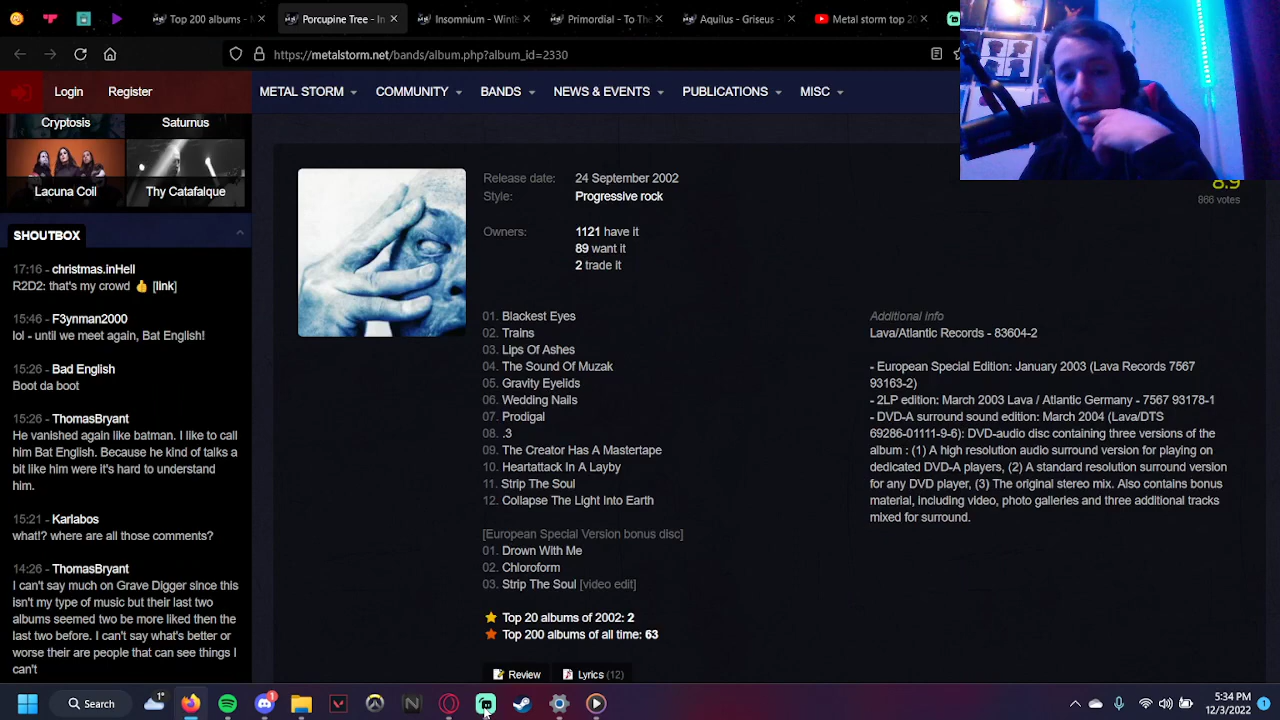 Top 200 albums -
Porcupine Tree - In
Insomnium - Wint
Primordial - To The
Aquilus - Griseus -
Metal storm top 20
https://metalstorm.net/bands/album.php?album_id=2330
Login
Register
METAL STORM
COMMUNITY
BANDS
NEWS & EVENTS
PUBLICATIONS
MISC
Cryptosis
Saturnus
Lacuna Coil
Thy Catafalque
SHOUTBOX
17:16 - christmas.inHell
R2D2: that's my crowd 👍 [link]
15:46 - F3ynman2000
lol - until we meet again, Bat English!
15:26 - Bad English
Boot da boot
15:26 - ThomasBryant
He vanished again like batman. I like to call
him Bat English. Because he kind of talks a
bit like him were it's hard to understand
him.
15:21 - Karlabos
what!? where are all those comments?
14:26 - ThomasBryant
I can't say much on Grave Digger since this
isn't my type of music but their last two
albums seemed two be more liked then the
last two before. I can't say what's better or
worse their are people that can see things I
can't
Release date: 24 September 2002
Style: Progressive rock
Owners: 1121 have it
89 want it
2 trade it
8.9
866 votes
01. Blackest Eyes
02. Trains
03. Lips Of Ashes
04. The Sound Of Muzak
05. Gravity Eyelids
06. Wedding Nails
07. Prodigal
08. .3
09. The Creator Has A Mastertape
10. Heartattack In A Layby
11. Strip The Soul
12. Collapse The Light Into Earth
[European Special Version bonus disc]
01. Drown With Me
02. Chloroform
03. Strip The Soul [video edit]
Top 20 albums of 2002: 2
Top 200 albums of all time: 63
Review
Lyrics (12)
Additional info
Lava/Atlantic Records - 83604-2
- European Special Edition: January 2003 (Lava Records 7567
93163-2)
- 2LP edition: March 2003 Lava / Atlantic Germany - 7567 93178-1
- DVD-A surround sound edition: March 2004 (Lava/DTS
69286-01111-9-6): DVD-audio disc containing three versions of the
album : (1) A high resolution audio surround version for playing on
dedicated DVD-A players, (2) A standard resolution surround version
for any DVD player, (3) The original stereo mix. Also contains bonus
material, including video, photo galleries and three additional tracks
mixed for surround.
Search
1
5:34 PM
12/3/2022
1